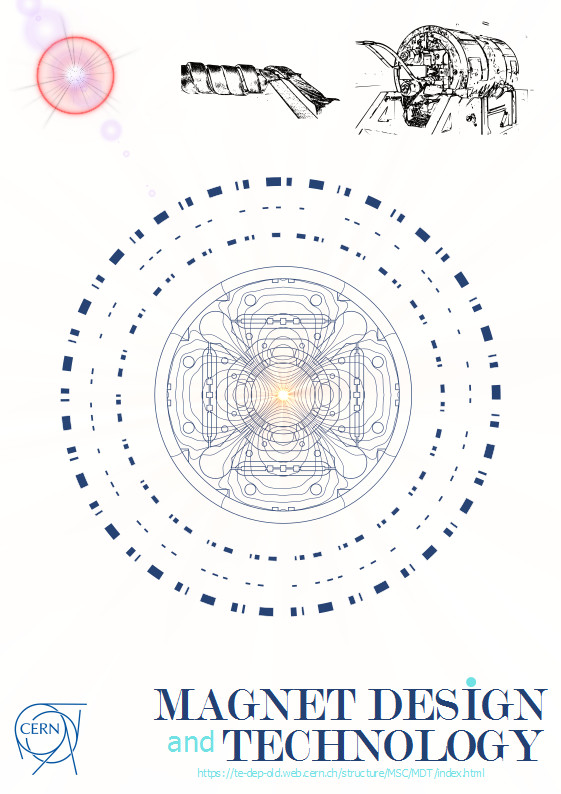 CERN
MAGNET DESIGN
and TECHNOLOGY
https://te-dep-old.web.cern.ch/structure/MSC/MDT/index.html